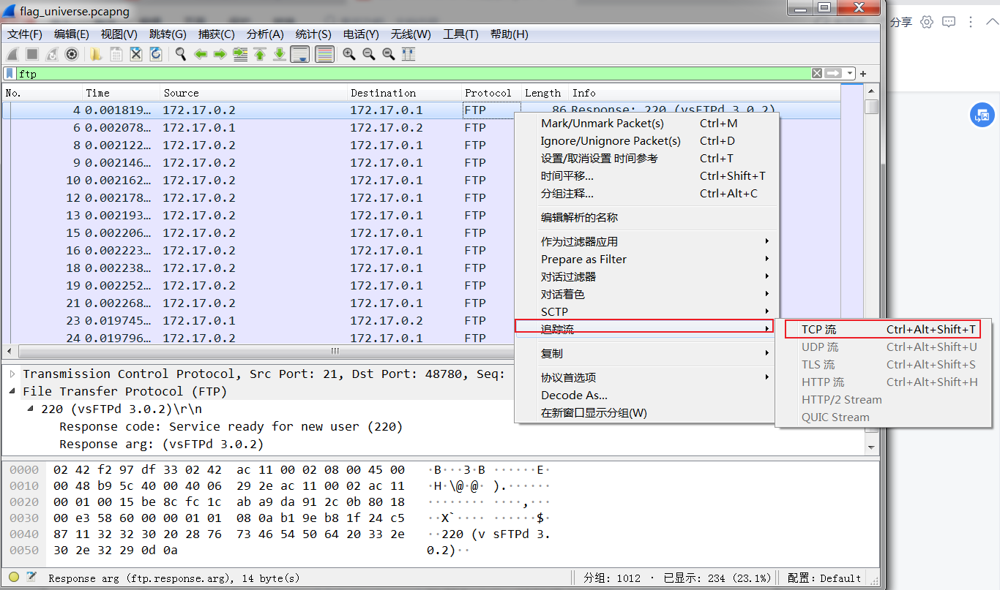 flag_universe.pcapng
分享
文件(F) 编辑(E) 视图(V) 跳转(G) 捕获(C) 分析(A) 统计(S) 电话(Y) 无线(W) 工具(T) 帮助(H)
ftp
No. Time Source Destination Protocol Length Info
4 0.001819… 172.17.0.2 172.17.0.1 FTP 86 Response: 220 (vsFTPd 3.0.2)
6 0.002078… 172.17.0.1 172.17.0.2 FTP
8 0.002122… 172.17.0.2 172.17.0.1 FTP
9 0.002146… 172.17.0.2 172.17.0.1 FTP
10 0.002162… 172.17.0.2 172.17.0.1 FTP
12 0.002178… 172.17.0.2 172.17.0.1 FTP
13 0.002193… 172.17.0.2 172.17.0.1 FTP
15 0.002206… 172.17.0.2 172.17.0.1 FTP
16 0.002223… 172.17.0.2 172.17.0.1 FTP
18 0.002238… 172.17.0.2 172.17.0.1 FTP
19 0.002252… 172.17.0.2 172.17.0.1 FTP
21 0.002268… 172.17.0.2 172.17.0.1 FTP
23 0.019745… 172.17.0.1 172.17.0.2 FTP
24 0.019796… 172.17.0.2 172.17.0.1 FTP
Mark/Unmark Packet(s) Ctrl+M
Ignore/Unignore Packet(s) Ctrl+D
设置/取消设置 时间参考 Ctrl+T
时间平移... Ctrl+Shift+T
分组注释... Ctrl+Alt+C
编辑解析的名称
作为过滤器应用
Prepare as Filter
对话过滤器
对话着色
SCTP
追踪流
复制
协议首选项
Decode As...
在新窗口显示分组(W)
TCP 流 Ctrl+Alt+Shift+T
UDP 流 Ctrl+Alt+Shift+U
TLS 流 Ctrl+Alt+Shift+S
HTTP 流 Ctrl+Alt+Shift+H
HTTP/2 Stream
QUIC Stream
Transmission Control Protocol, Src Port: 21, Dst Port: 48780, Seq:
File Transfer Protocol (FTP)
220 (vsFTPd 3.0.2)\r\n
Response code: Service ready for new user (220)
Response arg: (vsFTPd 3.0.2)
0000 02 42 f2 97 df 33 02 42 ac 11 00 02 08 00 45 00 ·B···3·B ······E·
0010 00 48 b9 5c 40 00 40 06 29 2e ac 11 00 02 ac 11 ·H·\@·@· ).······
0020 00 01 00 15 be 8c fc 1c ab a9 da 91 2c 0b 80 18 ········ ····,···
0030 00 e3 58 60 00 00 01 01 08 0a b1 9e b8 1f 24 c5 ··X`···· ······$·
0040 87 11 32 32 30 20 28 76 73 46 54 50 64 20 33 2e ··220 (v sFTPd 3.
0050 30 2e 32 29 0d 0a 0.2)··
Response arg (ftp.response.arg), 14 byte(s) 分组: 1012 · 已显示: 234 (23.1%) 配置: Default